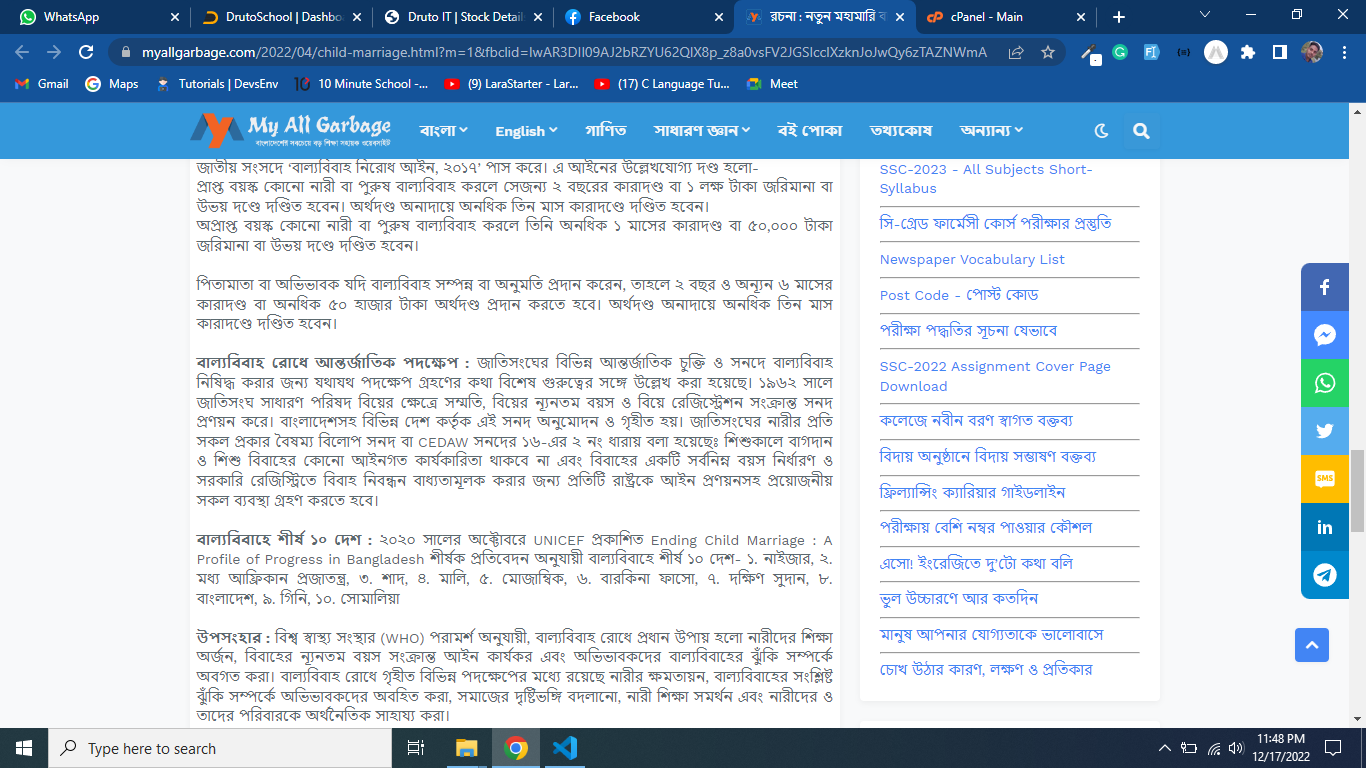 WhatsApp
DrutoSchool | Dashbo
Druto IT | Stock Detail
Facebook
রচনা : নতুন মহামারি ব
cPanel - Main
myallgarbage.com/2022/04/child-marriage.html?m=1&fbclid=IwAR3DIl09AJ2bRZYU62QlX8p_z8a0vsFV2JGSlcclXzknJoJwQy6zTAZNWmA
Gmail
Maps
Tutorials | DevsEnv
10 Minute School -...
(9) LaraStarter - Lar...
(17) C Language Tu...
Meet
My All Garbage
বাংলাদেশের সবচেয়ে বড় শিক্ষা সহায়ক ওয়েবসাইট
বাংলা
English
গাণিত
সাধারণ জ্ঞান
বই পোকা
তথ্যকোষ
অন্যান্য
জাতীয় সংসদে ‘বাল্যবিবাহ নিরোধ আইন, ২০১৭’ পাস করে। এ আইনের উল্লেখযোগ্য দণ্ড হলো-
প্রাপ্ত বয়স্ক কোনো নারী বা পুরুষ বাল্যবিবাহ করলে সেজন্য ২ বছরের কারাদণ্ড বা ১ লক্ষ টাকা জরিমানা বা
উভয় দণ্ডে দণ্ডিত হবেন। অর্থদণ্ড অনাদায়ে অনধিক তিন মাস কারাদণ্ডে দণ্ডিত হবেন।
অপ্রাপ্ত বয়স্ক কোনো নারী বা পুরুষ বাল্যবিবাহ করলে তিনি অনধিক ১ মাসের কারাদণ্ড বা ৫০,০০০ টাকা
জরিমানা বা উভয় দণ্ডে দণ্ডিত হবেন।
পিতামাতা বা অভিভাবক যদি বাল্যবিবাহ সম্পন্ন বা অনুমতি প্রদান করেন, তাহলে ২ বছর ও অন্যূন ৬ মাসের
কারাদণ্ড বা অনধিক ৫০ হাজার টাকা অর্থদণ্ড প্রদান করতে হবে। অর্থদণ্ড অনাদায়ে অনধিক তিন মাস
কারাদণ্ডে দণ্ডিত হবেন।
বাল্যবিবাহ রোধে আন্তর্জাতিক পদক্ষেপ : জাতিসংঘের বিভিন্ন আন্তর্জাতিক চুক্তি ও সনদে বাল্যবিবাহ
নিষিদ্ধ করার জন্য যথাযথ পদক্ষেপ গ্রহণের কথা বিশেষ গুরুত্বের সঙ্গে উল্লেখ করা হয়েছে। ১৯৬২ সালে
জাতিসংঘ সাধারণ পরিষদ বিয়ের ক্ষেত্রে সম্মতি, বিয়ের ন্যূনতম বয়স ও বিয়ে রেজিস্ট্রেশন সংক্রান্ত সনদ
প্রণয়ন করে। বাংলাদেশসহ বিভিন্ন দেশ কর্তৃক এই সনদ অনুমোদন ও গৃহীত হয়। জাতিসংঘের নারীর প্রতি
সকল প্রকার বৈষম্য বিলোপ সনদ বা CEDAW সনদের ১৬-এর ২ নং ধারায় বলা হয়েছেঃ শিশুকালে বাগদান
ও শিশু বিবাহের কোনো আইনগত কার্যকারিতা থাকবে না এবং বিবাহের একটি সর্বনিম্ন বয়স নির্ধারণ ও
সরকারি রেজিস্ট্রিতে বিবাহ নিবন্ধন বাধ্যতামূলক করার জন্য প্রতিটি রাষ্ট্রকে আইন প্রণয়নসহ প্রয়োজনীয়
সকল ব্যবস্থা গ্রহণ করতে হবে।
বাল্যবিবাহে শীর্ষ ১০ দেশ : ২০২০ সালের অক্টোবরে UNICEF প্রকাশিত Ending Child Marriage : A
Profile of Progress in Bangladesh শীর্ষক প্রতিবেদন অনুযায়ী বাল্যবিবাহে শীর্ষ ১০ দেশ- ১. নাইজার, ২.
মধ্য আফ্রিকান প্রজাতন্ত্র, ৩. শাদ, ৪. মালি, ৫. মোজাম্বিক, ৬. বারকিনা ফাসো, ৭. দক্ষিণ সুদান, ৮.
বাংলাদেশ, ৯. গিনি, ১০. সোমালিয়া
উপসংহার : বিশ্ব স্বাস্থ্য সংস্থার (WHO) পরামর্শ অনুযায়ী, বাল্যবিবাহ রোধে প্রধান উপায় হলো নারীদের শিক্ষা
অর্জন, বিবাহের ন্যূনতম বয়স সংক্রান্ত আইন কার্যকর এবং অভিভাবকদের বাল্যবিবাহের ঝুঁকি সম্পর্কে
অবগত করা। বাল্যবিবাহ রোধে গৃহীত বিভিন্ন পদক্ষেপের মধ্যে রয়েছে নারীর ক্ষমতায়ন, বাল্যবিবাহের সংশ্লিষ্ট
ঝুঁকি সম্পর্কে অভিভাবকদের অবহিত করা, সমাজের দৃষ্টিভঙ্গি বদলানো, নারী শিক্ষা সমর্থন এবং নারীদের ও
তাদের পরিবারকে অর্থনৈতিক সাহায্য করা।
SSC-2023 - All Subjects Short-
Syllabus
সি-গ্রেড ফার্মেসী কোর্স পরীক্ষার প্রস্তুতি
Newspaper Vocabulary List
Post Code - পোস্ট কোড
পরীক্ষা পদ্ধতির সূচনা যেভাবে
SSC-2022 Assignment Cover Page
Download
কলেজে নবীন বরণ স্বাগত বক্তব্য
বিদায় অনুষ্ঠানে বিদায় সম্ভাষণ বক্তব্য
ফ্রিল্যান্সিং ক্যারিয়ার গাইডলাইন
পরীক্ষায় বেশি নম্বর পাওয়ার কৌশল
এসো! ইংরেজিতে দু'টো কথা বলি
ভুল উচ্চারণে আর কতদিন
মানুষ আপনার যোগ্যতাকে ভালোবাসে
চোখ উঠার কারণ, লক্ষণ ও প্রতিকার
SMS
Type here to search
11:48 PM
12/17/2022